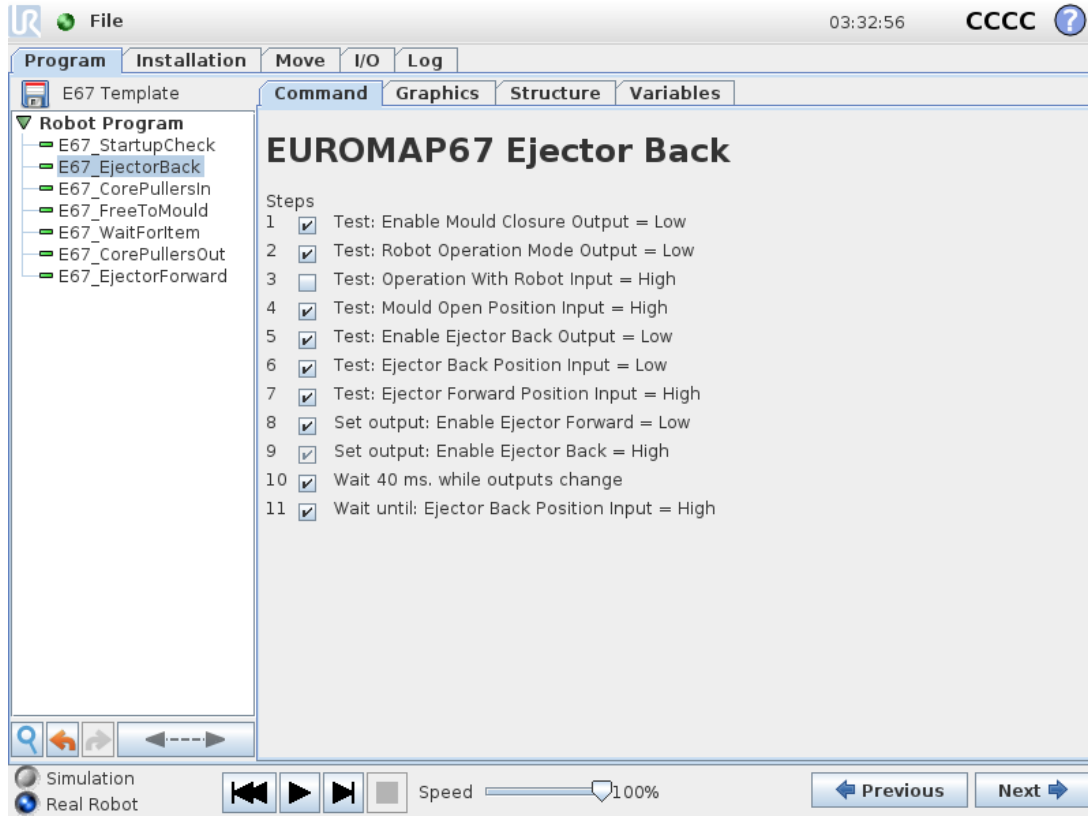 UR File 03:32:56 CCCC ?
Program Installation Move I/O Log
E67 Template
Command Graphics Structure Variables
Robot Program
E67_StartupCheck
E67_EjectorBack
E67_CorePullersIn
E67_FreeToMould
E67_WaitForItem
E67_CorePullersOut
E67_EjectorForward
EUROMAP67 Ejector Back
Steps
1 Test: Enable Mould Closure Output = Low
2 Test: Robot Operation Mode Output = Low
3 Test: Operation With Robot Input = High
4 Test: Mould Open Position Input = High
5 Test: Enable Ejector Back Output = Low
6 Test: Ejector Back Position Input = Low
7 Test: Ejector Forward Position Input = High
8 Set output: Enable Ejector Forward = Low
9 Set output: Enable Ejector Back = High
10 Wait 40 ms. while outputs change
11 Wait until: Ejector Back Position Input = High
Simulation
Real Robot
Speed 100%
Previous Next